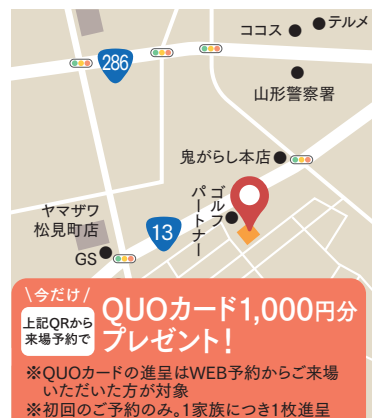 ココス
テルメ
286
山形警察署
鬼がらし本店
ゴルフ
パートナー
ヤマザワ
松見町店
13
GS
\今だけ/
上記QRから
来場予約で
QUOカード1,000円分
プレゼント!
※QUOカードの進呈はWEB予約からご来場
いただいた方が対象
※初回のご予約のみ。1家族につき1枚進呈